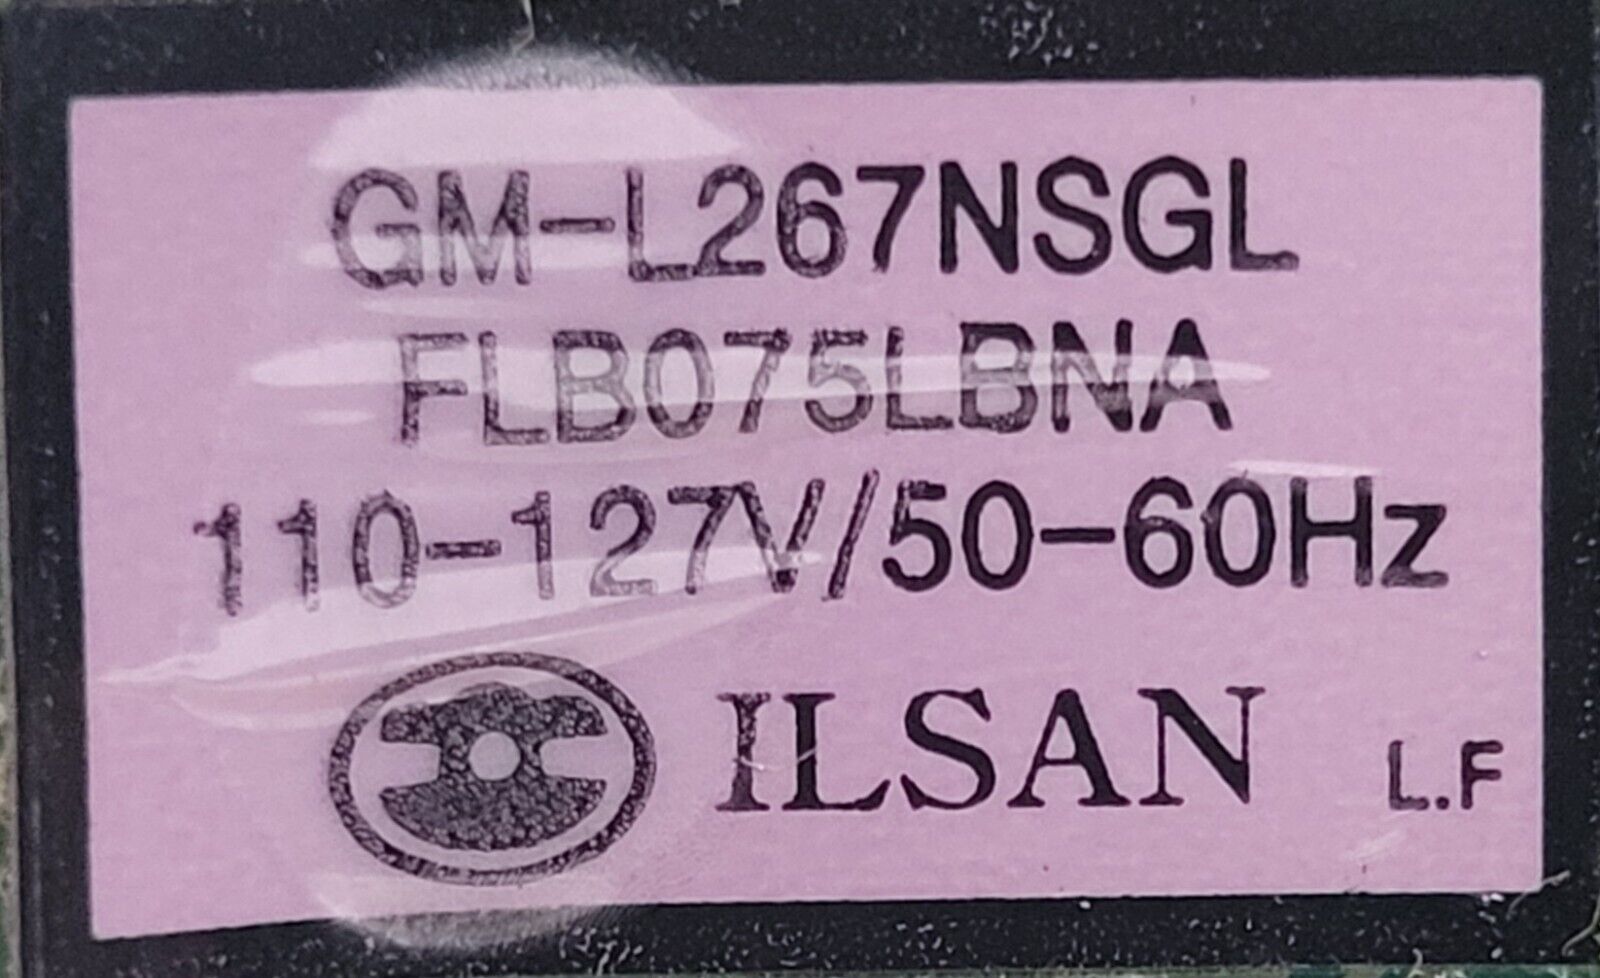 GM-L267NSGL
FLB075LBNA
110-127V/50-60Hz
ILSAN
L.F